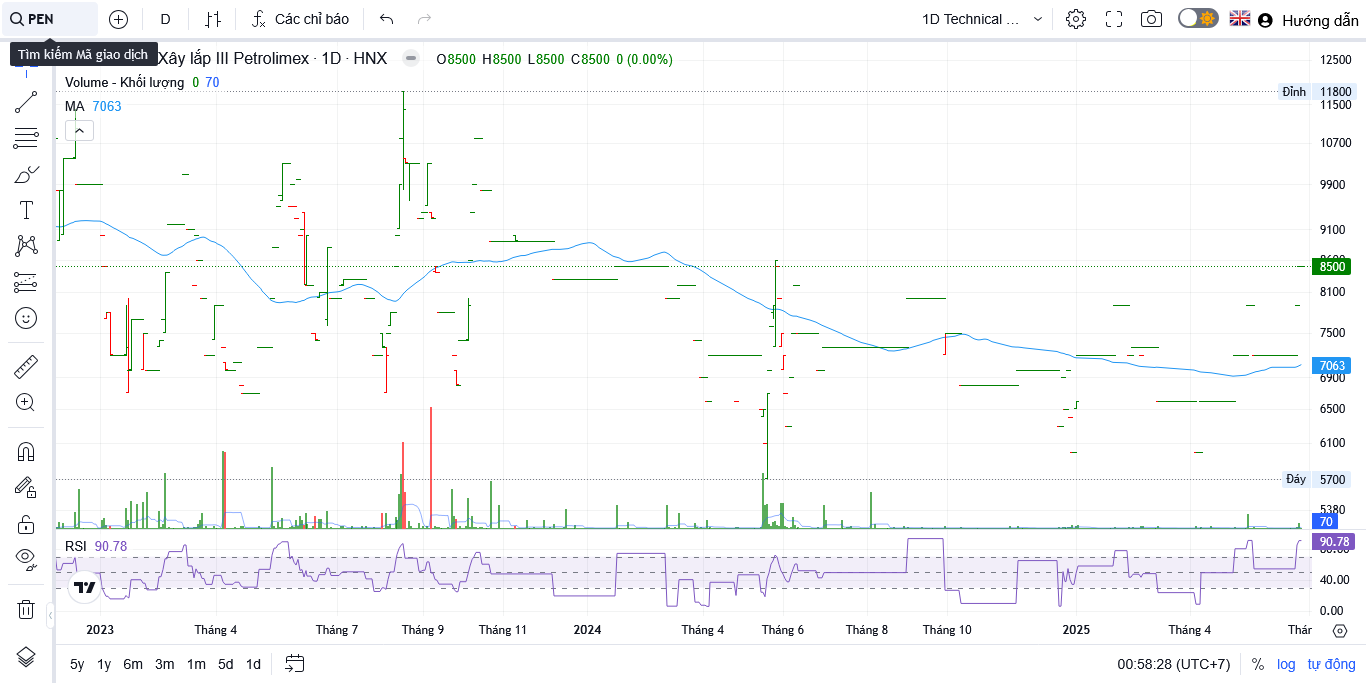 PEN
D
Các chỉ báo
1D Technical ...
Hướng dẫn
Tìm kiếm Mã giao dịch
Xây lắp III Petrolimex · 1D · HNX
O8500 H8500 L8500 C8500 0 (0.00%)
Volume - Khối lượng 0 70
MA 7063
12500
Đỉnh 11800
11500
10700
9900
9100
8500
8100
7500
7063
6900
6500
6100
Đáy 5700
5380
70
RSI 90.78
90.78
40.00
0.00
2023 Tháng 4 Tháng 7 Tháng 9 Tháng 11 2024 Tháng 4 Tháng 6 Tháng 8 Tháng 10 2025 Tháng 4 Thár
5y 1y 6m 3m 1m 5d 1d
00:58:28 (UTC+7) % log tự động